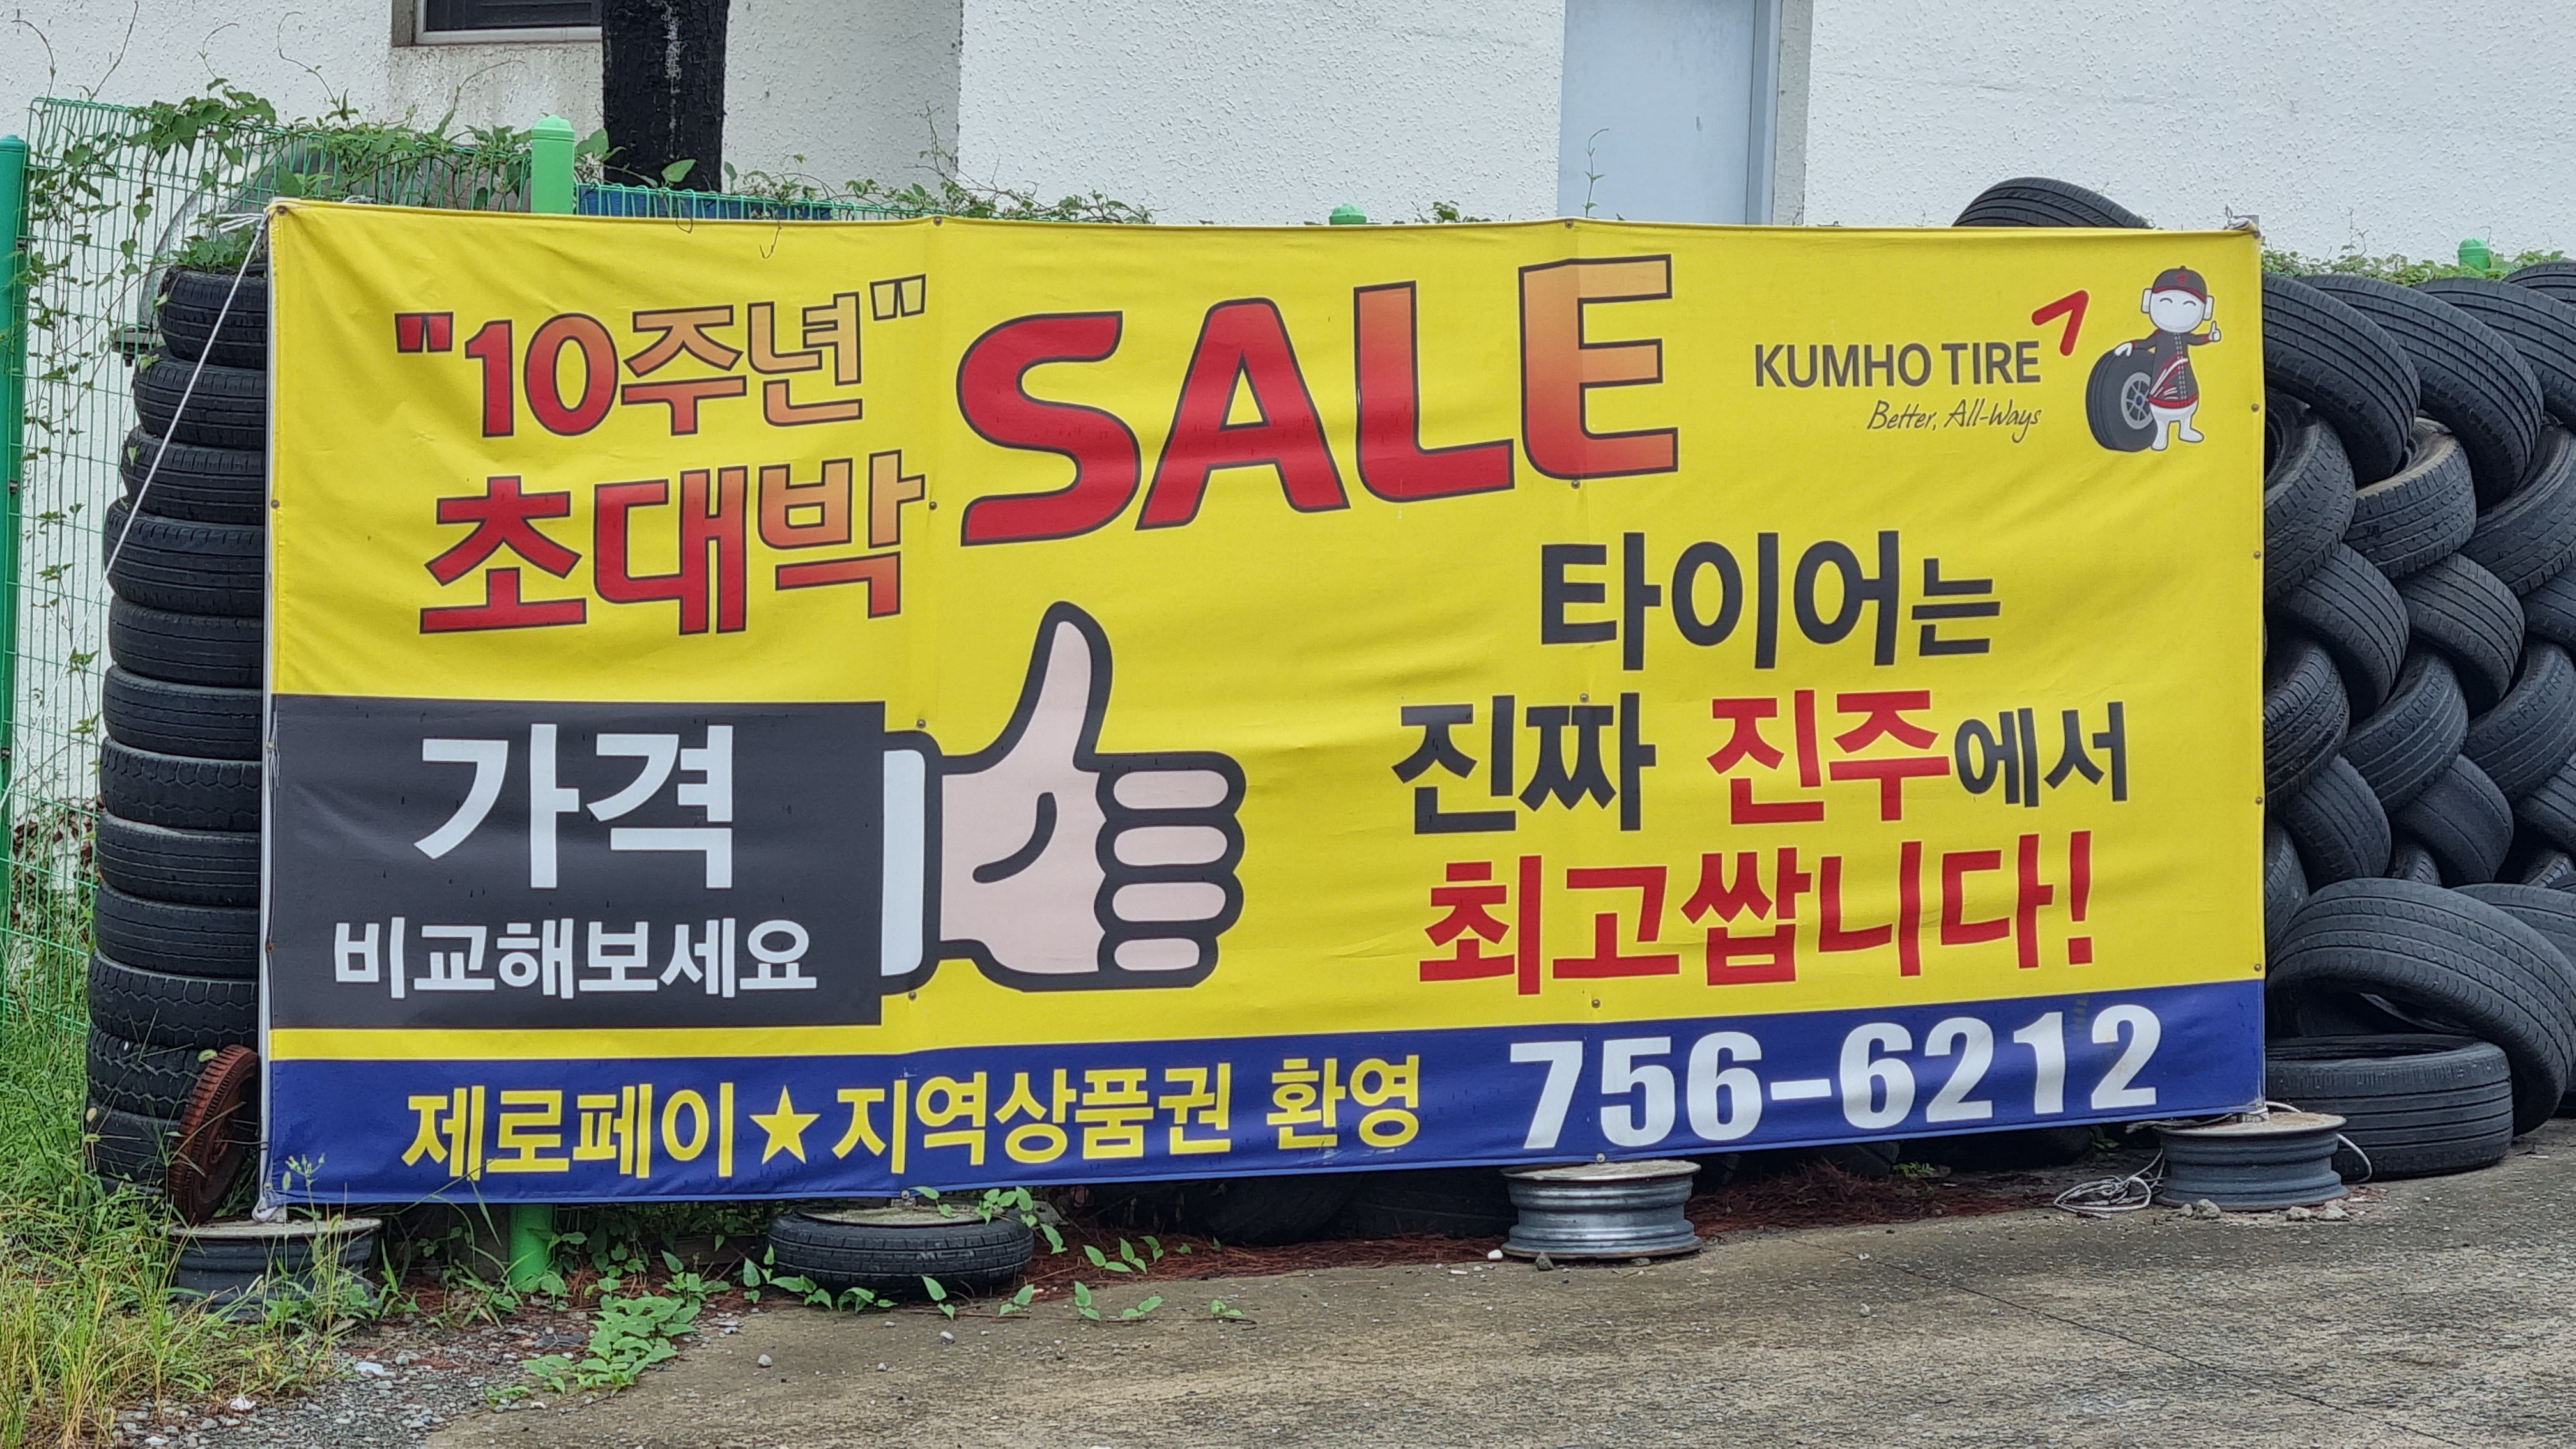 "10주년"
초대박
SALE
KUMHO TIRE
Better, All-Ways
가격
비교해보세요
타이어는
진짜 진주에서
최고쌉니다!
제로페이★지역상품권 환영
756-6212